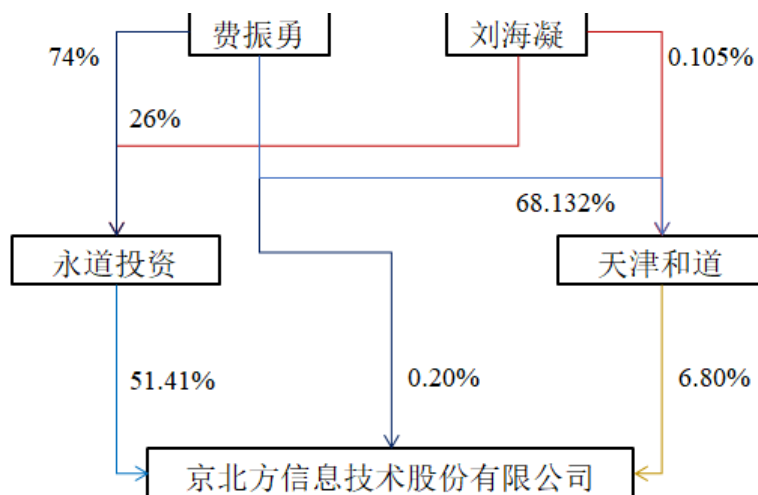 费振勇
刘海凝
74%
0.105%
26%
68.132%
永道投资
天津和道
51.41%
0.20%
6.80%
京北方信息技术股份有限公司